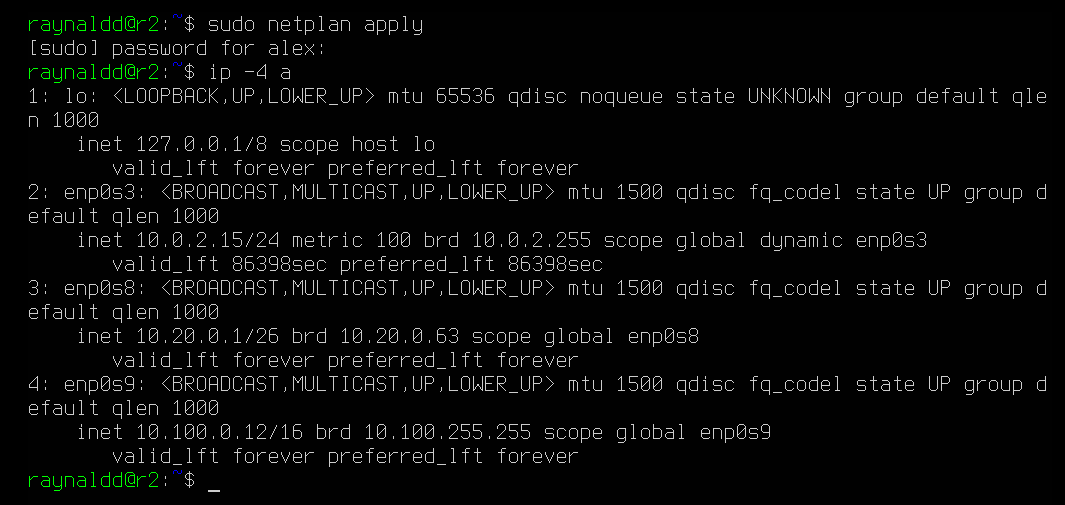 raynaldd@r2:~$ sudo netplan apply
[sudo] password for alex:
raynaldd@r2:~$ ip -4 a
1: lo: <LOOPBACK,UP,LOWER_UP> mtu 65536 qdisc noqueue state UNKNOWN group default qle
n 1000
    inet 127.0.0.1/8 scope host lo
       valid_lft forever preferred_lft forever
2: enp0s3: <BROADCAST,MULTICAST,UP,LOWER_UP> mtu 1500 qdisc fq_codel state UP group d
efault qlen 1000
    inet 10.0.2.15/24 metric 100 brd 10.0.2.255 scope global dynamic enp0s3
       valid_lft 86398sec preferred_lft 86398sec
3: enp0s8: <BROADCAST,MULTICAST,UP,LOWER_UP> mtu 1500 qdisc fq_codel state UP group d
efault qlen 1000
    inet 10.20.0.1/26 brd 10.20.0.63 scope global enp0s8
       valid_lft forever preferred_lft forever
4: enp0s9: <BROADCAST,MULTICAST,UP,LOWER_UP> mtu 1500 qdisc fq_codel state UP group d
efault qlen 1000
    inet 10.100.0.12/16 brd 10.100.255.255 scope global enp0s9
       valid_lft forever preferred_lft forever
raynaldd@r2:~$ _